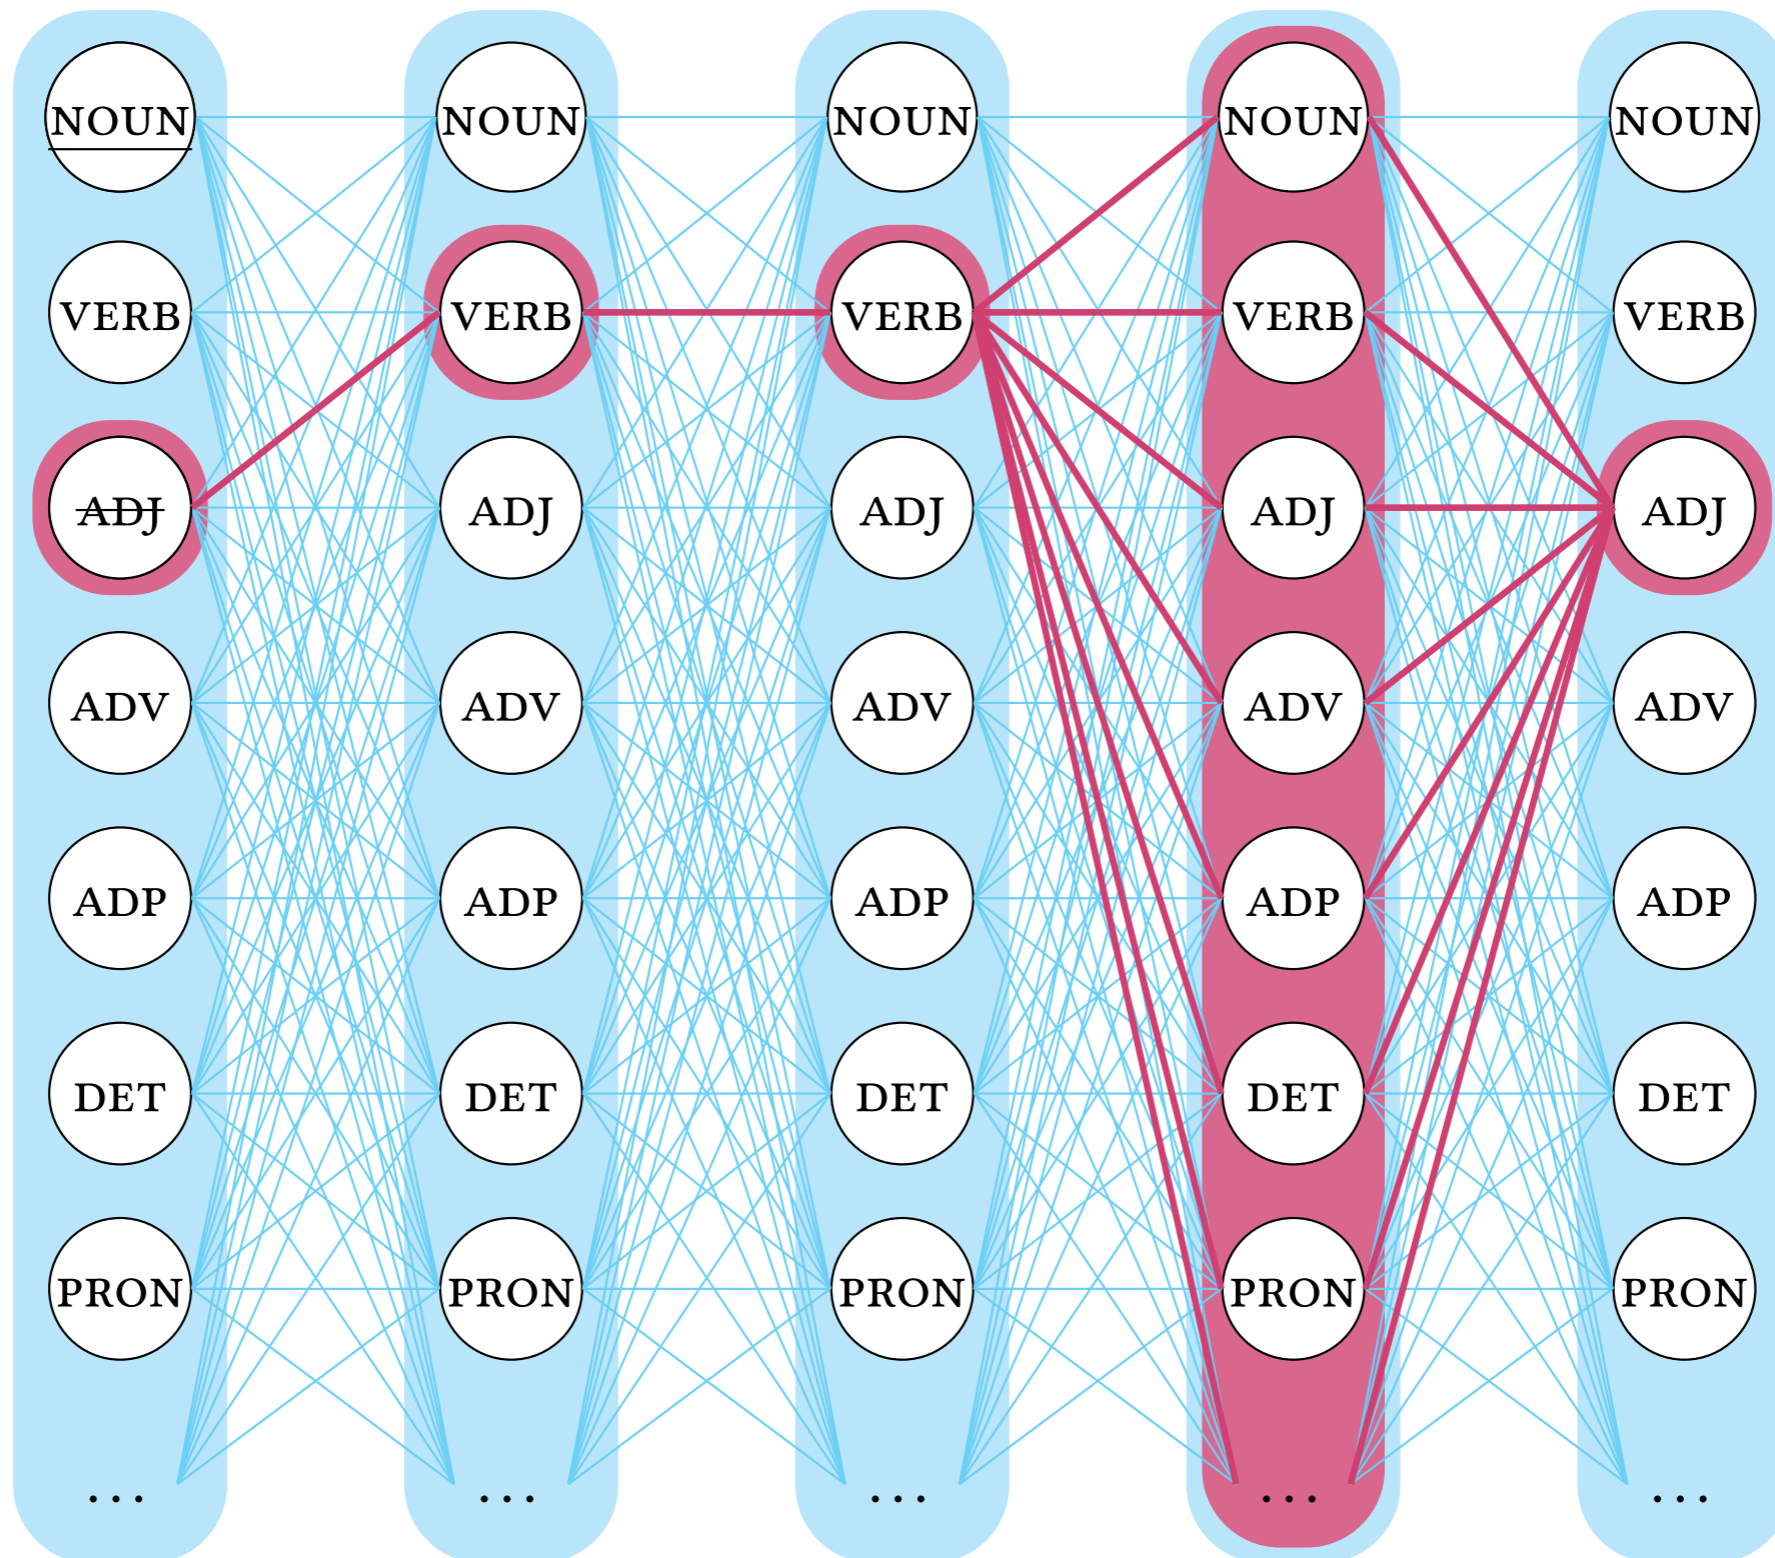 NOUN NOUN NOUN NOUN NOUN
VERB VERB VERB VERB VERB
ADJ ADJ ADJ ADJ ADJ
ADV ADV ADV ADV ADV
ADP ADP ADP ADP ADP
DET DET DET DET DET
PRON PRON PRON PRON PRON
... ... ... ... ...